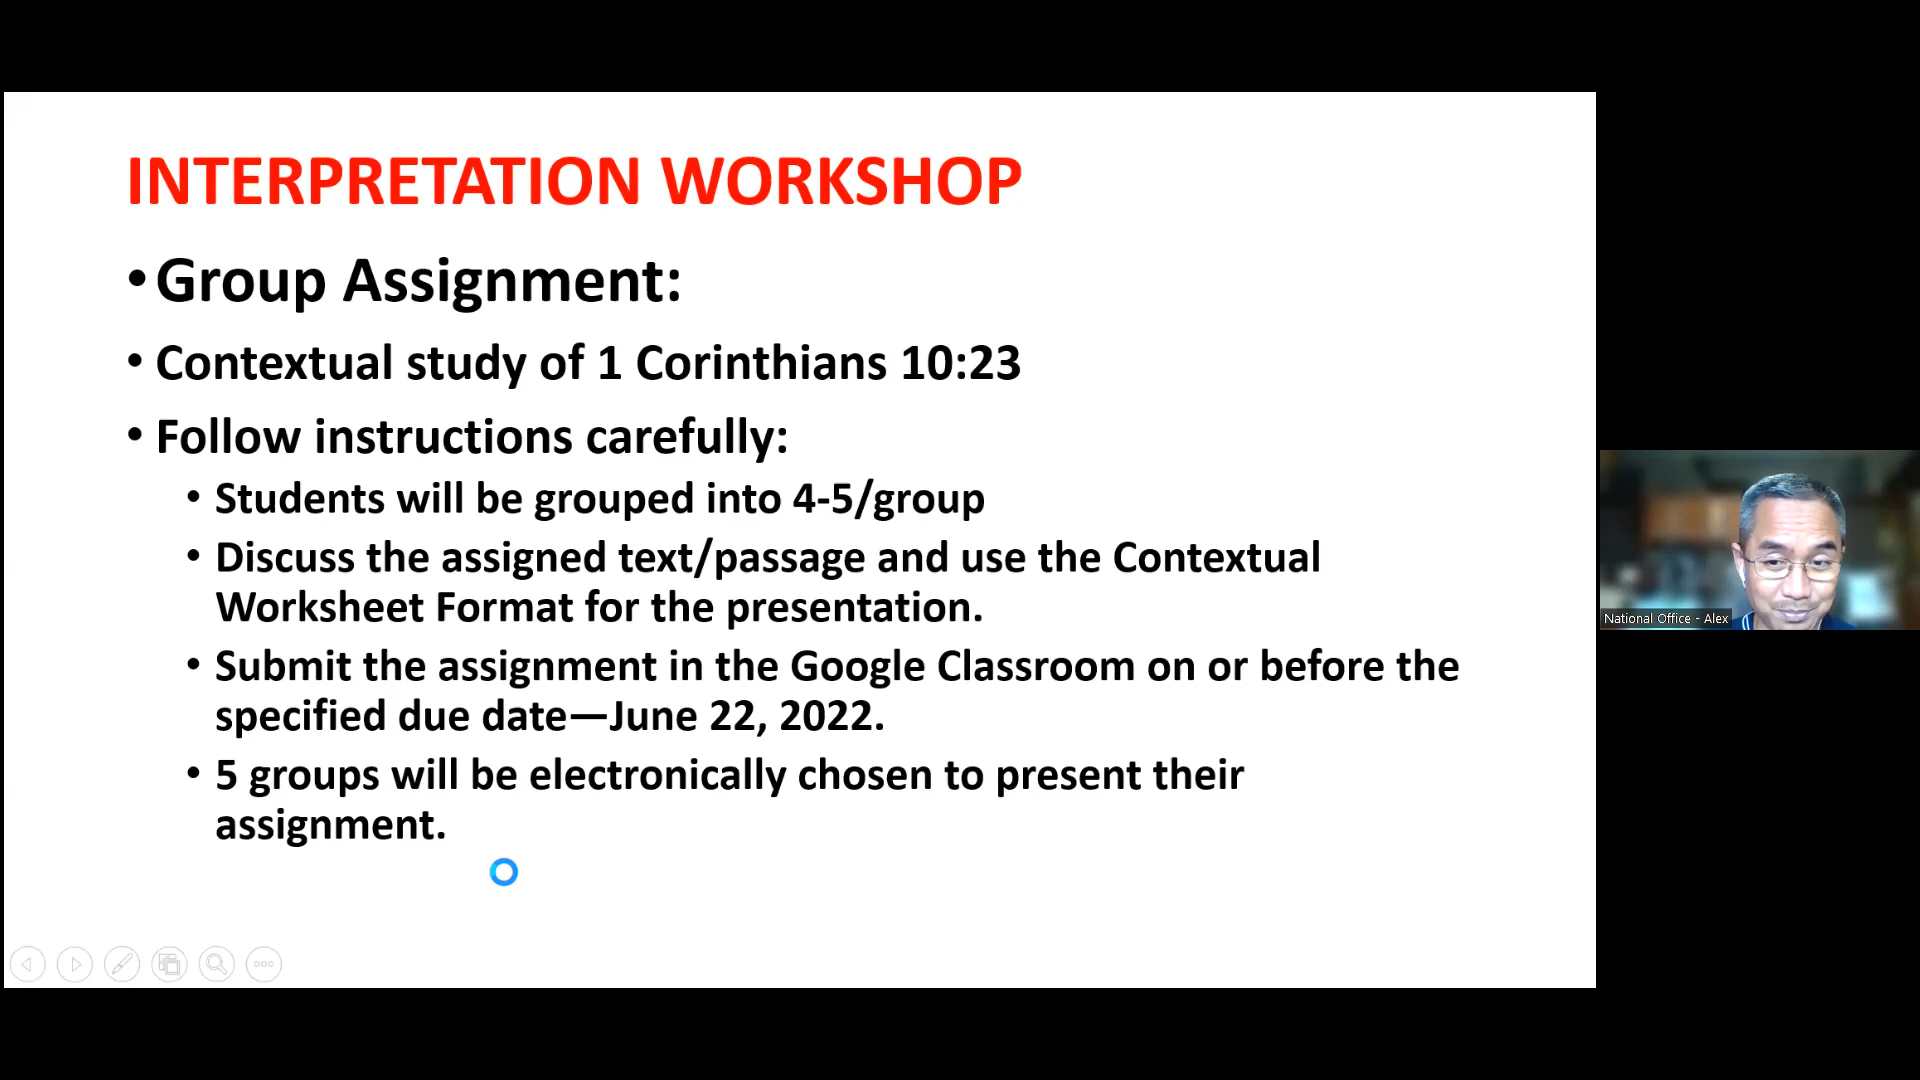 INTERPRETATION WORKSHOP
• Group Assignment:
• Contextual study of 1 Corinthians 10:23
• Follow instructions carefully:
• Students will be grouped into 4-5/group
• Discuss the assigned text/passage and use the Contextual
Worksheet Format for the presentation.
• Submit the assignment in the Google Classroom on or before the
specified due date—June 22, 2022.
• 5 groups will be electronically chosen to present their
assignment.
National Office - Alex